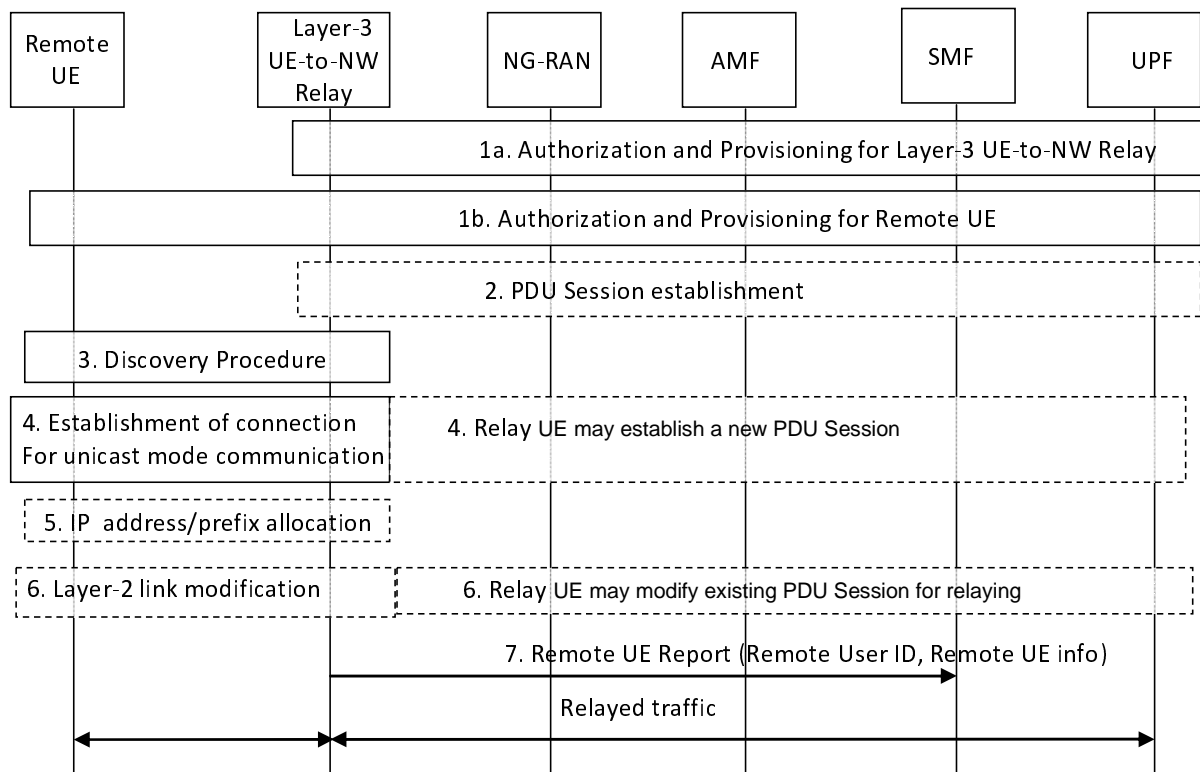 Remote
UE
Layer-3
UE-to-NW
Relay
NG-RAN
AMF
SMF
UPF
1a. Authorization and Provisioning for Layer-3 UE-to-NW Relay
1b. Authorization and Provisioning for Remote UE
2. PDU Session establishment
3. Discovery Procedure
4. Establishment of connection
For unicast mode communication
4. Relay UE may establish a new PDU Session
5. IP address/prefix allocation
6. Layer-2 link modification
6. Relay UE may modify existing PDU Session for relaying
7. Remote UE Report (Remote User ID, Remote UE info)
Relayed traffic